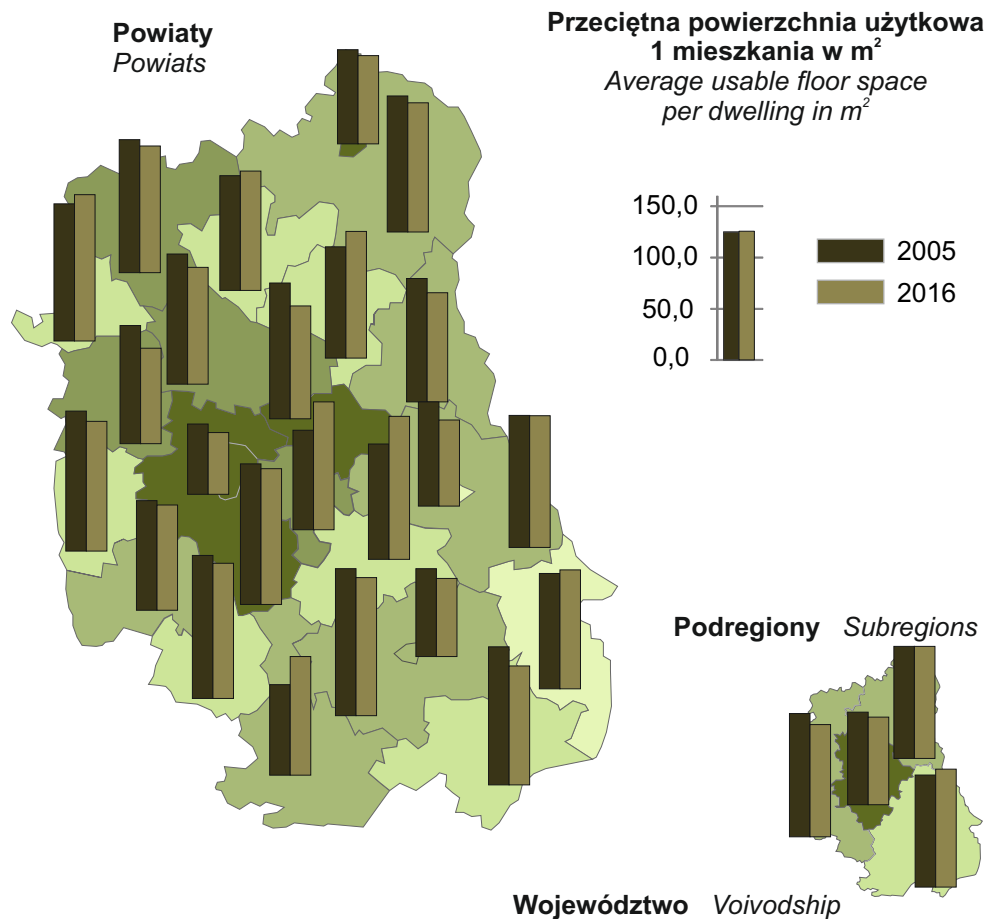 Powiaty
Powiats
Przeciętna powierzchnia użytkowa
1 mieszkania w m²
Average usable floor space
per dwelling in m²
150,0
100,0
50,0
0,0
2005
2016
Podregiony Subregions
Województwo Voivodship